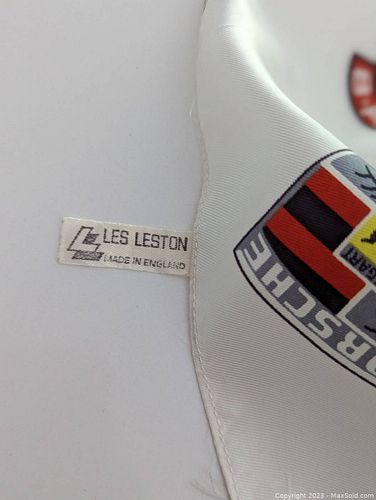 LES LESTON
MADE IN ENGLAND
PORSCHE
Copyright 2023 - MaxSold.com